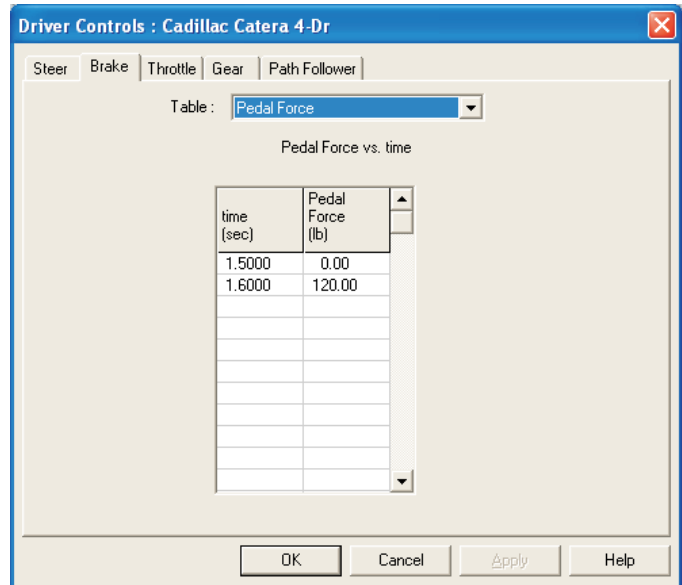 Driver Controls : Cadillac Catera 4-Dr
Steer Brake Throttle Gear Path Follower
Table : Pedal Force
Pedal Force vs. time
time (sec) Pedal Force (lb)
1.5000 0.00
1.6000 120.00
OK Cancel Apply Help